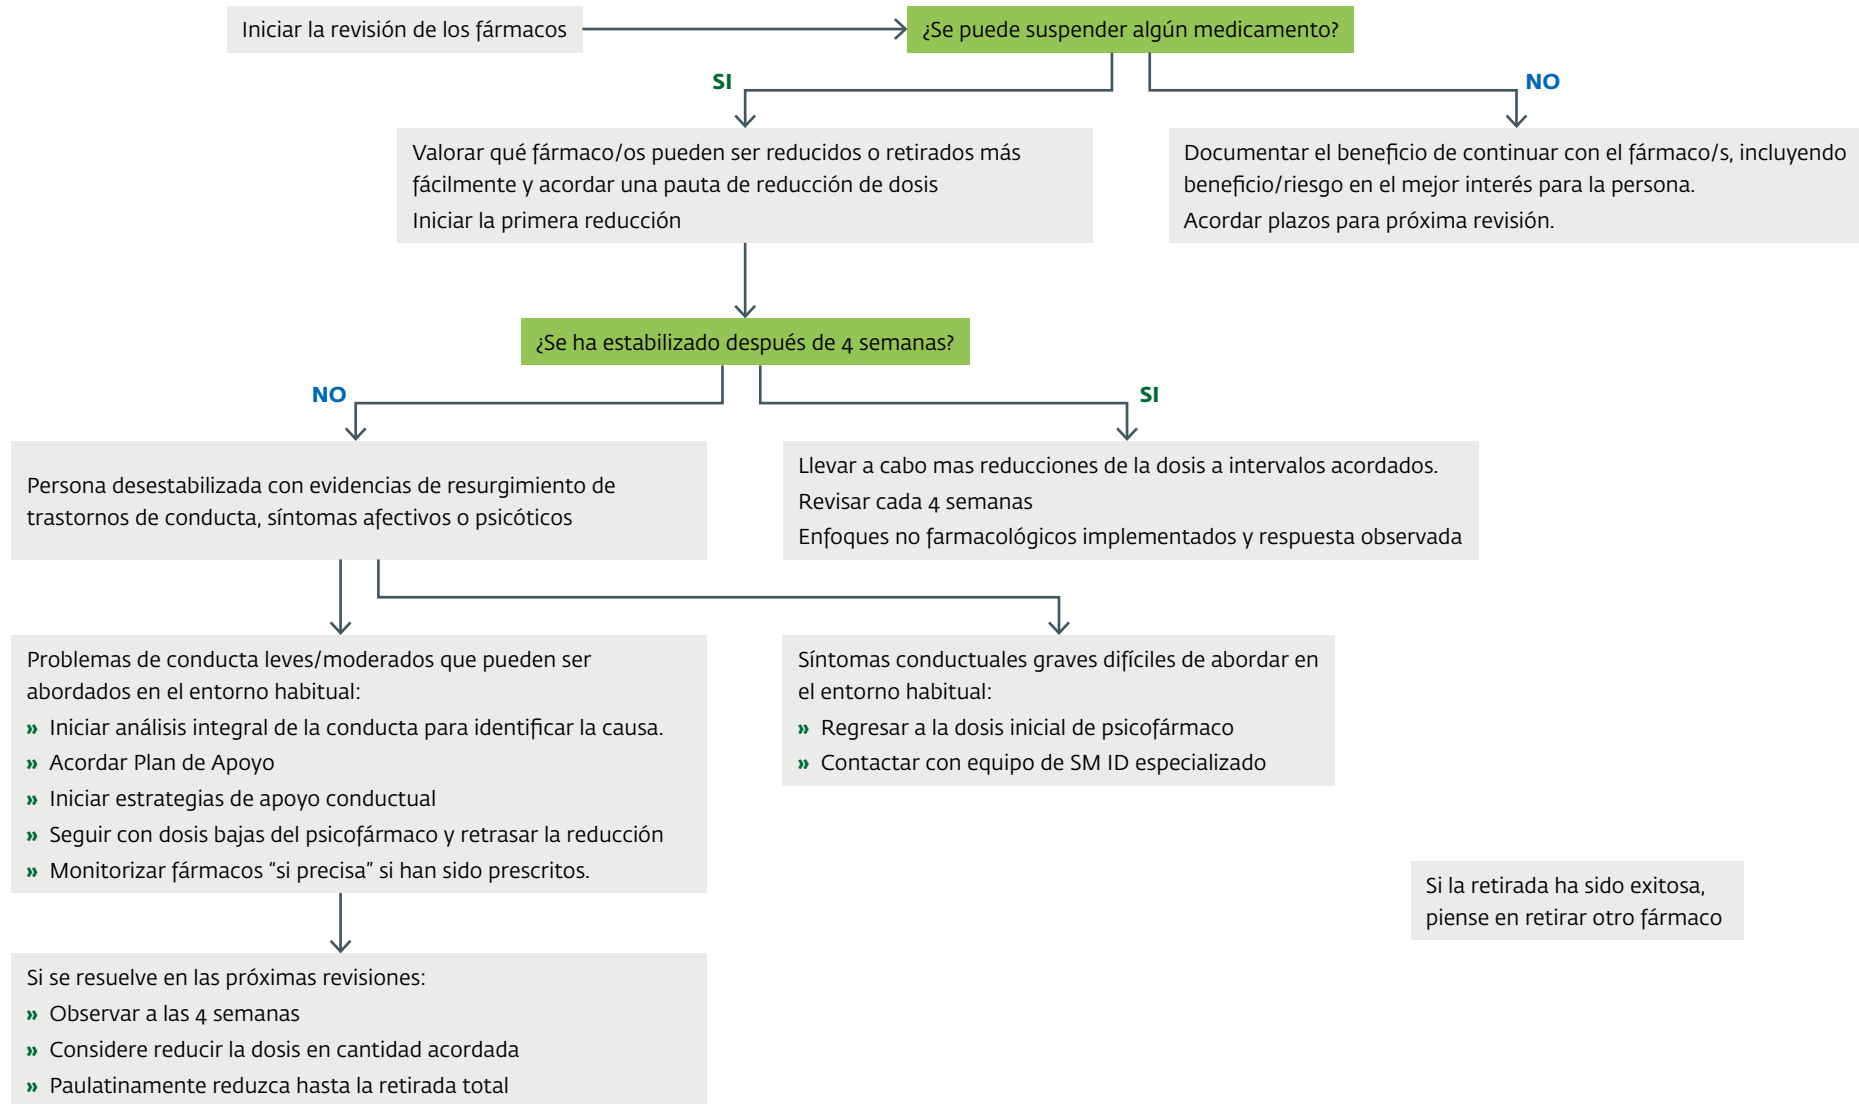 Iniciar la revisión de los fármacos
¿Se puede suspender algún medicamento?
SI
NO
Valorar qué fármaco/os pueden ser reducidos o retirados más
fácilmente y acordar una pauta de reducción de dosis
Iniciar la primera reducción
Documentar el beneficio de continuar con el fármaco/s, incluyendo
beneficio/riesgo en el mejor interés para la persona.
Acordar plazos para próxima revisión.
¿Se ha estabilizado después de 4 semanas?
NO
SI
Persona desestabilizada con evidencias de resurgimiento de
trastornos de conducta, síntomas afectivos o psicóticos
Llevar a cabo mas reducciones de la dosis a intervalos acordados.
Revisar cada 4 semanas
Enfoques no farmacológicos implementados y respuesta observada
Problemas de conducta leves/moderados que pueden ser
abordados en el entorno habitual:
» Iniciar análisis integral de la conducta para identificar la causa.
» Acordar Plan de Apoyo
» Iniciar estrategias de apoyo conductual
» Seguir con dosis bajas del psicofármaco y retrasar la reducción
» Monitorizar fármacos “si precisa” si han sido prescritos.
Síntomas conductuales graves difíciles de abordar en
el entorno habitual:
» Regresar a la dosis inicial de psicofármaco
» Contactar con equipo de SM ID especializado
Si la retirada ha sido exitosa,
piense en retirar otro fármaco
Si se resuelve en las próximas revisiones:
» Observar a las 4 semanas
» Considere reducir la dosis en cantidad acordada
» Paulatinamente reduzca hasta la retirada total